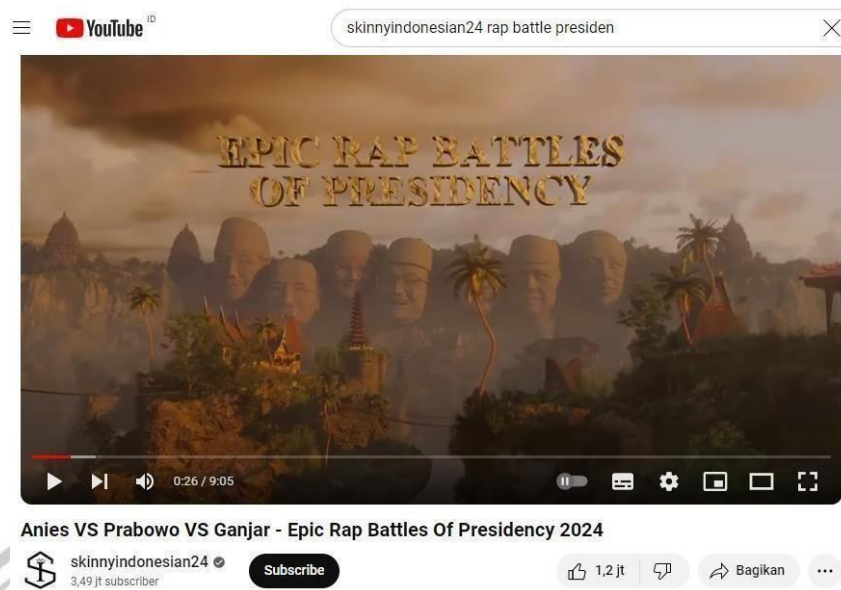 YouTube ID
skinnyindonesian24 rap battle presiden
EPIC RAP BATTLES
OF PRESIDENCY
0:26 / 9:05
Anies VS Prabowo VS Ganjar - Epic Rap Battles Of Presidency 2024
skinnyindonesian24
3,49 jt subscriber
Subscribe
1,2 jt
Bagikan